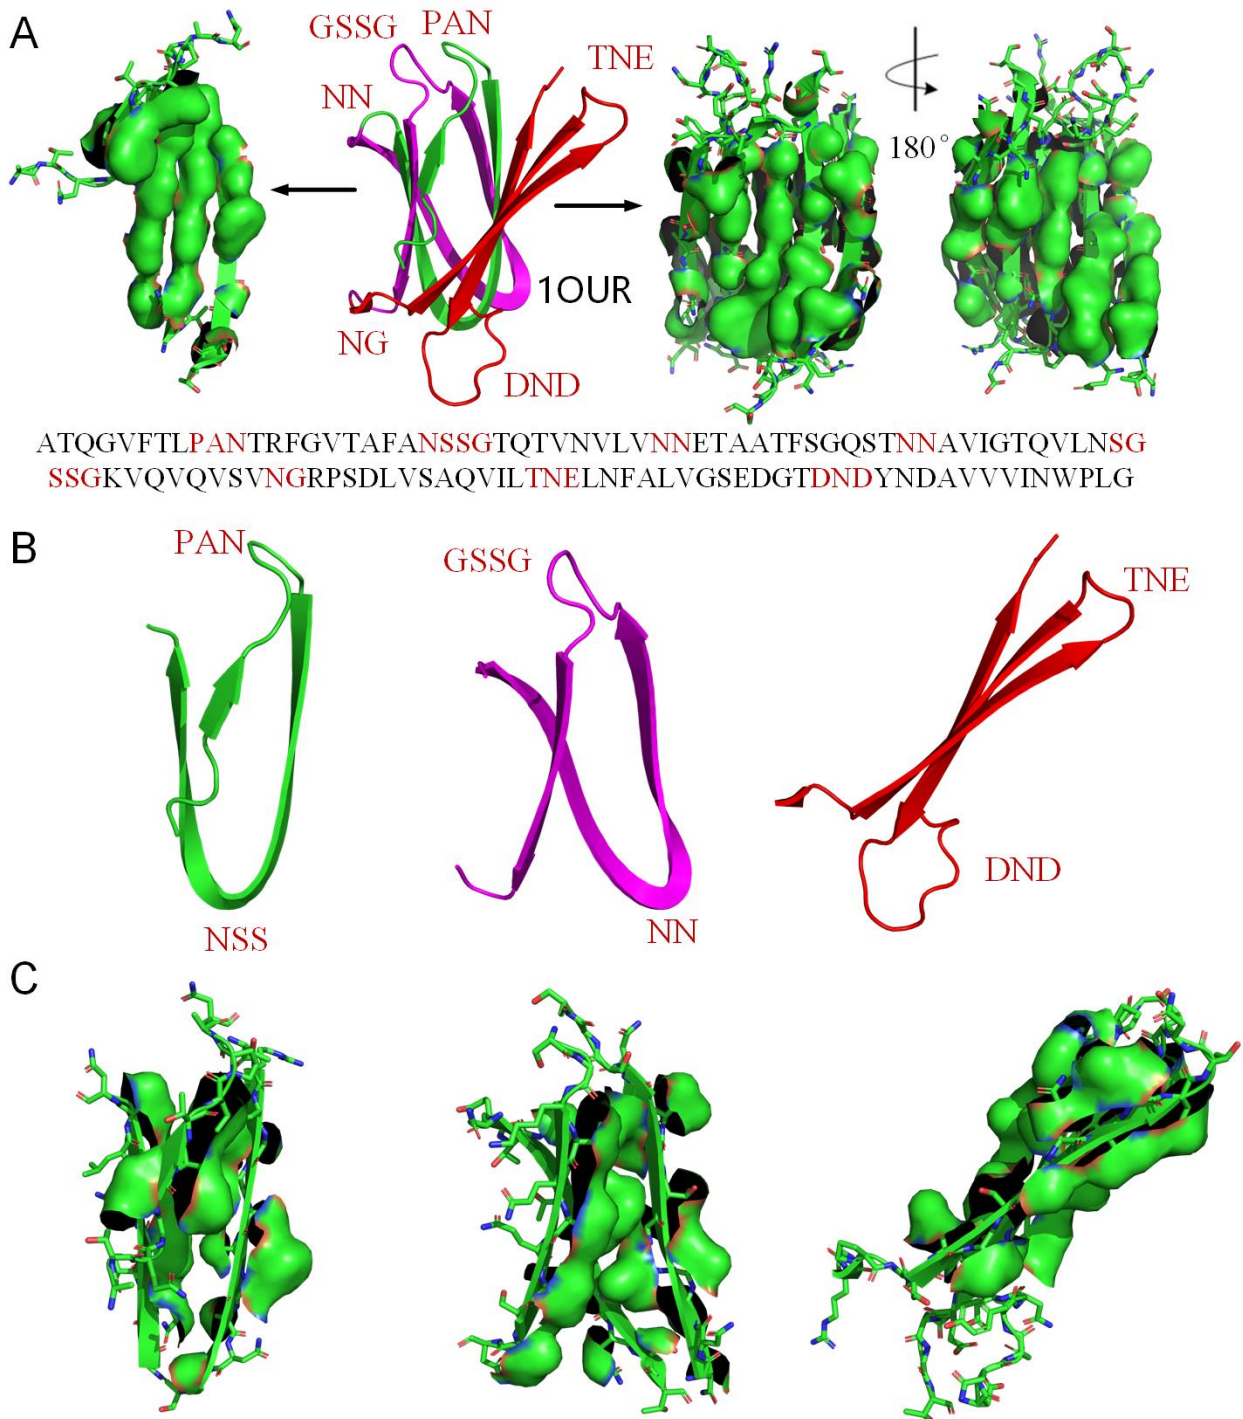 A
GSSG
PAN
TNE
NN
180°
1OUR
NG
DND
ATQGVFTLPANTRFGVTAFANSSGTQTVNVLVNNETAATFSGQSTNNAVIGTQVLNSG
SSGKVQVQVSVNGRPSDLVSAQVILTNELNFALVGSEDGTDNDYNDAVVVINWPLG
B
PAN
GSSG
TNE
NSS
NN
DND
C